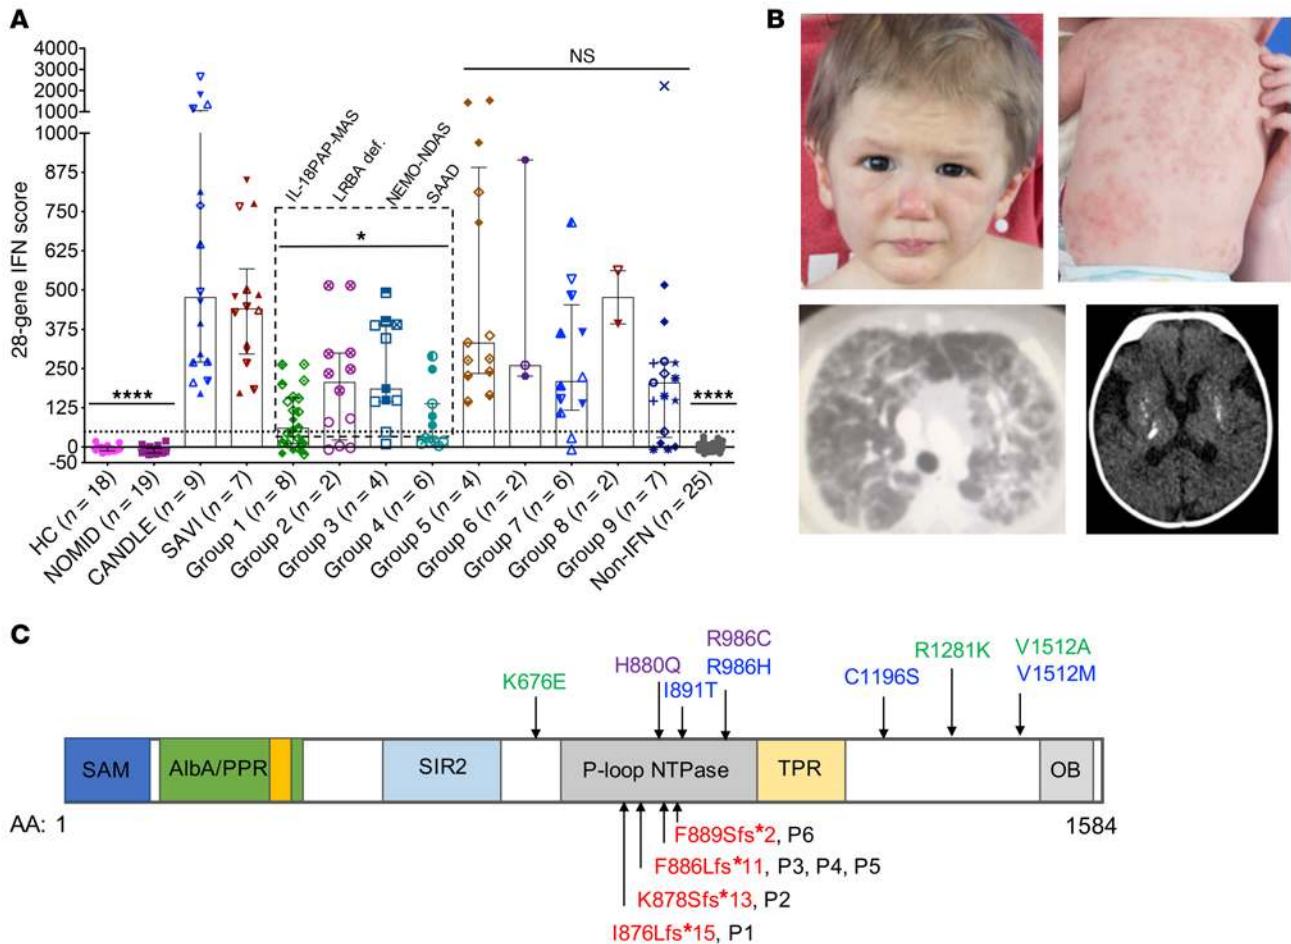 A
28-gene IFN score
4000
3000
2000
1000
1000
875
750
625
500
375
250
125
-50
****
IL-18PAP-MAS
LRBA def.
NEMO-NDAS
SAAD
*
NS
****
HC (n = 18)
NOMID (n = 19)
CANDLE (n = 9)
SAVI (n = 7)
Group 1 (n = 8)
Group 2 (n = 2)
Group 3 (n = 4)
Group 4 (n = 6)
Group 5 (n = 4)
Group 6 (n = 2)
Group 7 (n = 6)
Group 8 (n = 2)
Group 9 (n = 7)
Non-IFN (n = 25)
B
C
K676E
H880Q
I891T
R986C
R986H
C1196S
R1281K
V1512A
V1512M
SAM
AlbA/PPR
SIR2
P-loop NTPase
TPR
OB
AA: 1
1584
F889Sfs*2, P6
F886Lfs*11, P3, P4, P5
K878Sfs*13, P2
I876Lfs*15, P1